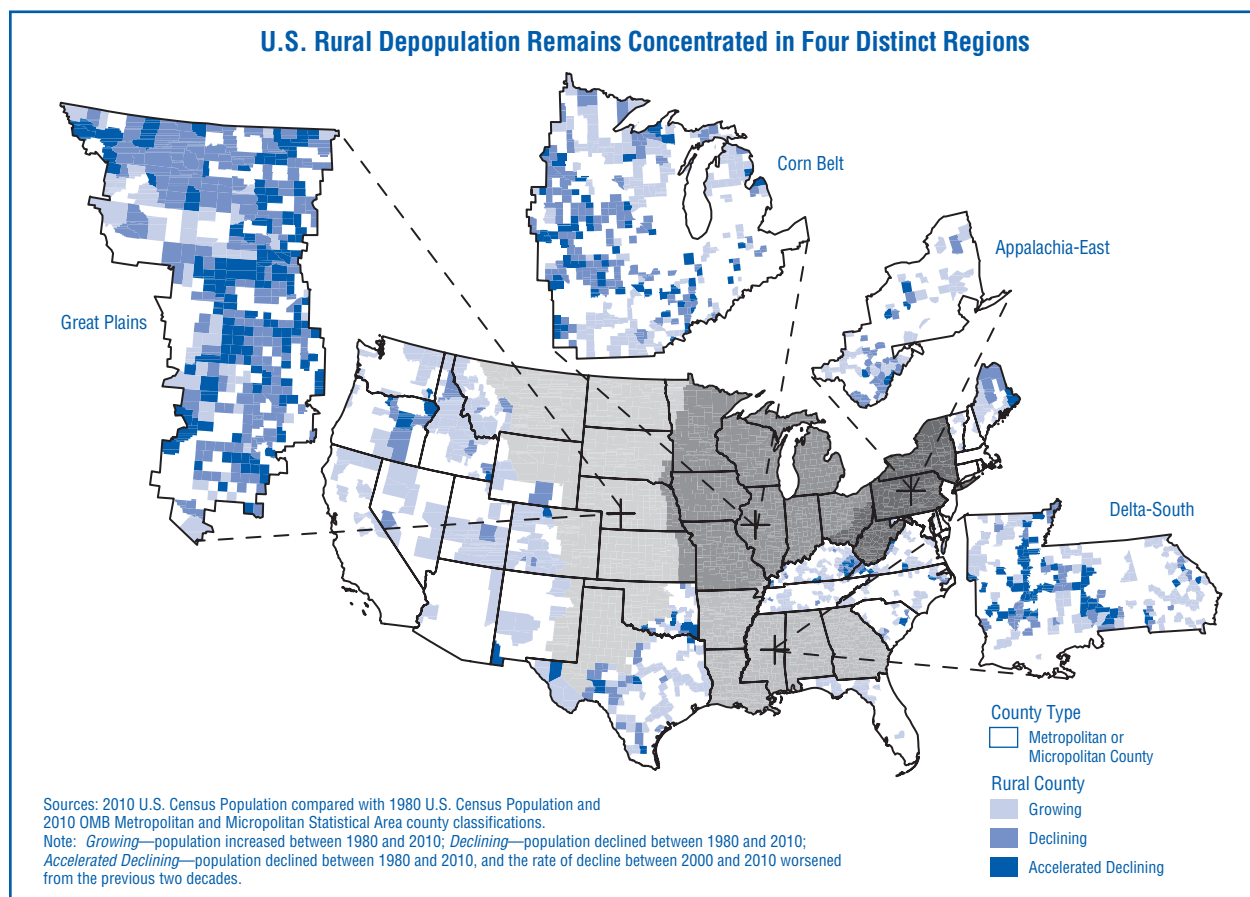 U.S. Rural Depopulation Remains Concentrated in Four Distinct Regions
Corn Belt
Appalachia-East
Great Plains
Delta-South
County Type
Metropolitan or
Micropolitan County
Rural County
Growing
Declining
Accelerated Declining
Sources: 2010 U.S. Census Population compared with 1980 U.S. Census Population and
2010 OMB Metropolitan and Micropolitan Statistical Area county classifications.
Note: Growing—population increased between 1980 and 2010; Declining—population declined between 1980 and 2010;
Accelerated Declining—population declined between 1980 and 2010, and the rate of decline between 2000 and 2010 worsened
from the previous two decades.